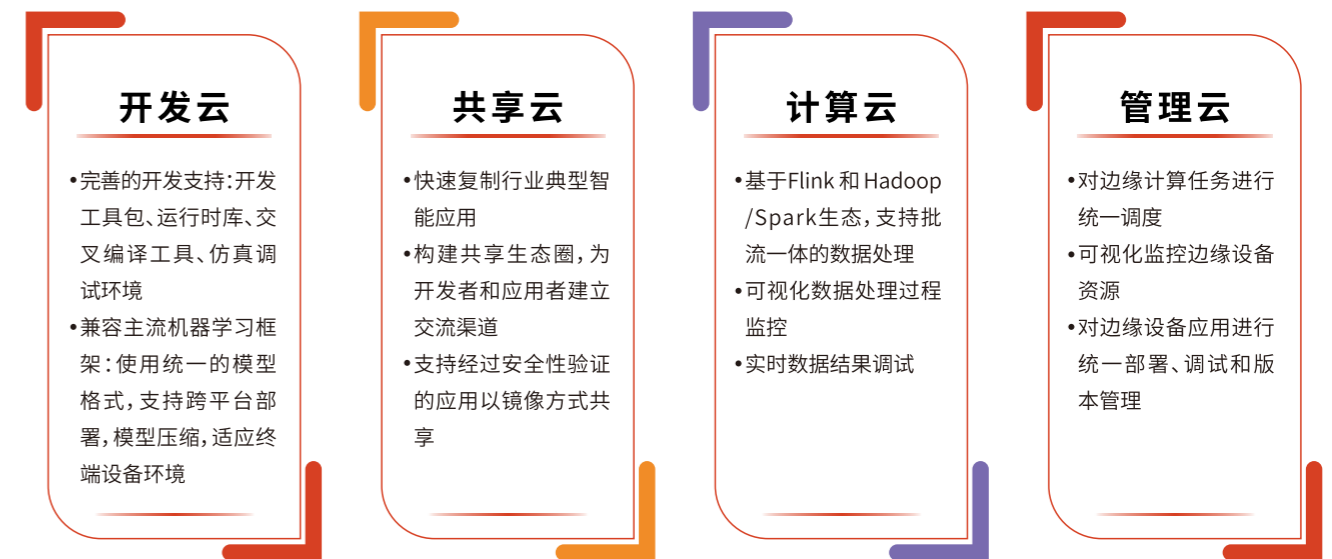 开发云
•完善的开发支持：开发
工具包、运行时库、交
叉编译工具、仿真调
试环境
•兼容主流机器学习框
架：使用统一的模型
格式，支持跨平台部
署，模型压缩，适应终
端设备环境
共享云
•快速复制行业典型智
能应用
•构建共享生态圈，为
开发者和应用者建立
交流渠道
•支持经过安全性验证
的应用以镜像方式共
享
计算云
•基于Flink 和 Hadoop
/Spark生态，支持批
流一体的数据处理
•可视化数据处理过程
监控
•实时数据结果调试
管理云
•对边缘计算任务进行
统一调度
•可视化监控边缘设备
资源
•对边缘设备应用进行
统一部署、调试和版
本管理